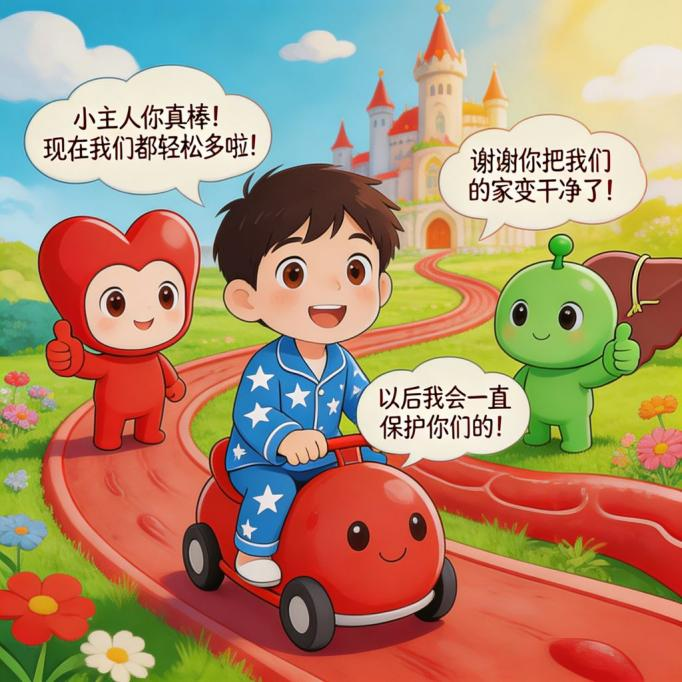 小主人你真棒！
现在我们都轻松多啦！
谢谢你把我们
的家变干净了！
以后我会一直
保护你们的！